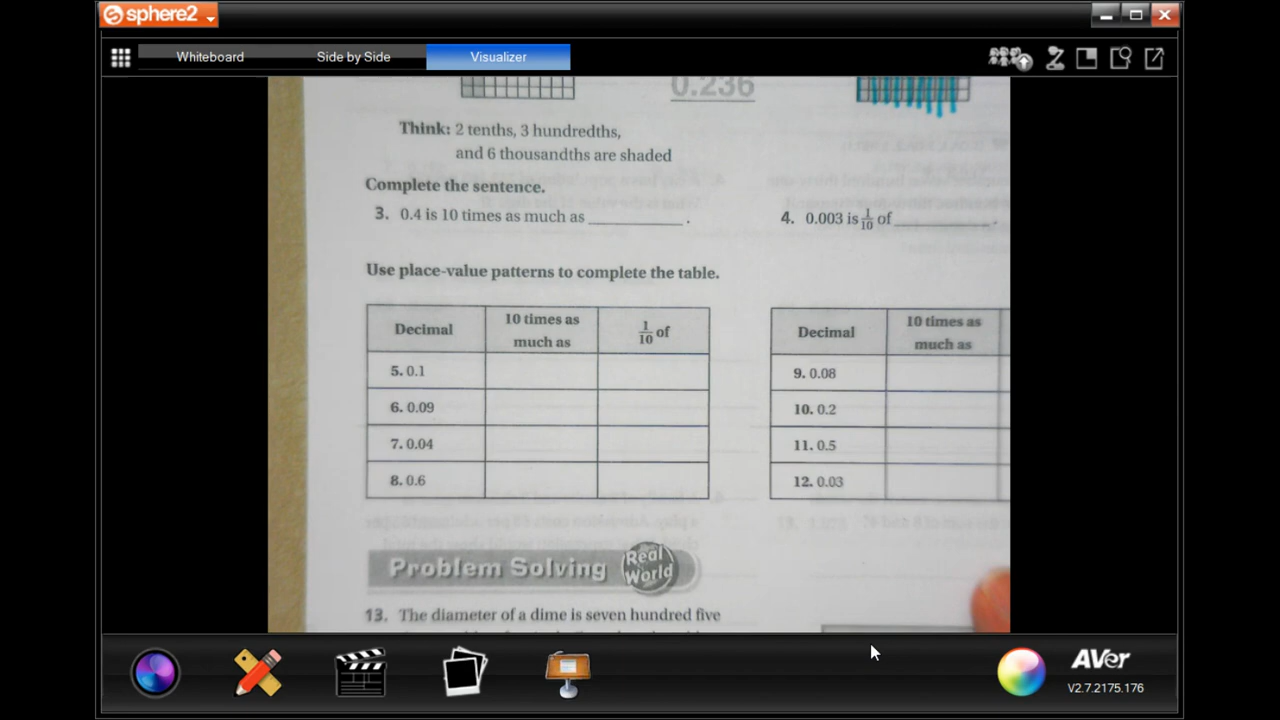 sphere2
Whiteboard
Side by Side
Visualizer
0.236
Think: 2 tenths, 3 hundredths,
and 6 thousandths are shaded
Complete the sentence.
3. 0.4 is 10 times as much as ________ .
4. 0.003 is 1/10 of ________ .
Use place-value patterns to complete the table.
Decimal
10 times as
much as
1/10 of
5. 0.1
6. 0.09
7. 0.04
8. 0.6
Decimal
10 times as
much as
9. 0.08
10. 0.2
11. 0.5
12. 0.03
Problem Solving
Real
World
13. The diameter of a dime is seven hundred five
AVer
V2.7.2175.176